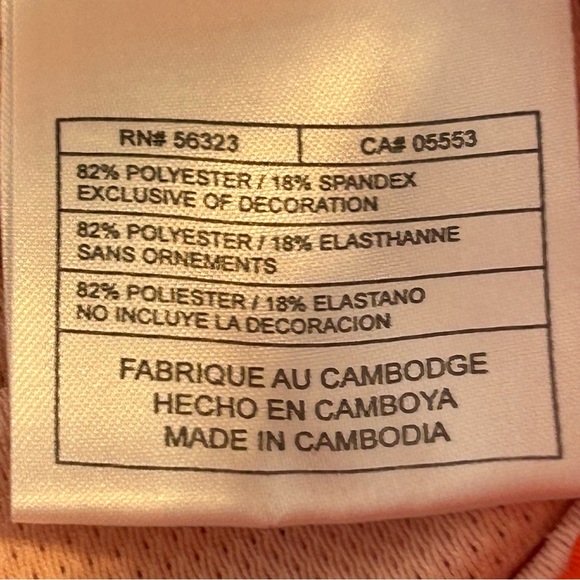 RN# 56323 CA# 05553
82% POLYESTER / 18% SPANDEX
EXCLUSIVE OF DECORATION
82% POLYESTER / 18% ELASTHANNE
SANS ORNEMENTS
82% POLIESTER / 18% ELASTANO
NO INCLUYE LA DECORACION
FABRIQUE AU CAMBODGE
HECHO EN CAMBOYA
MADE IN CAMBODIA